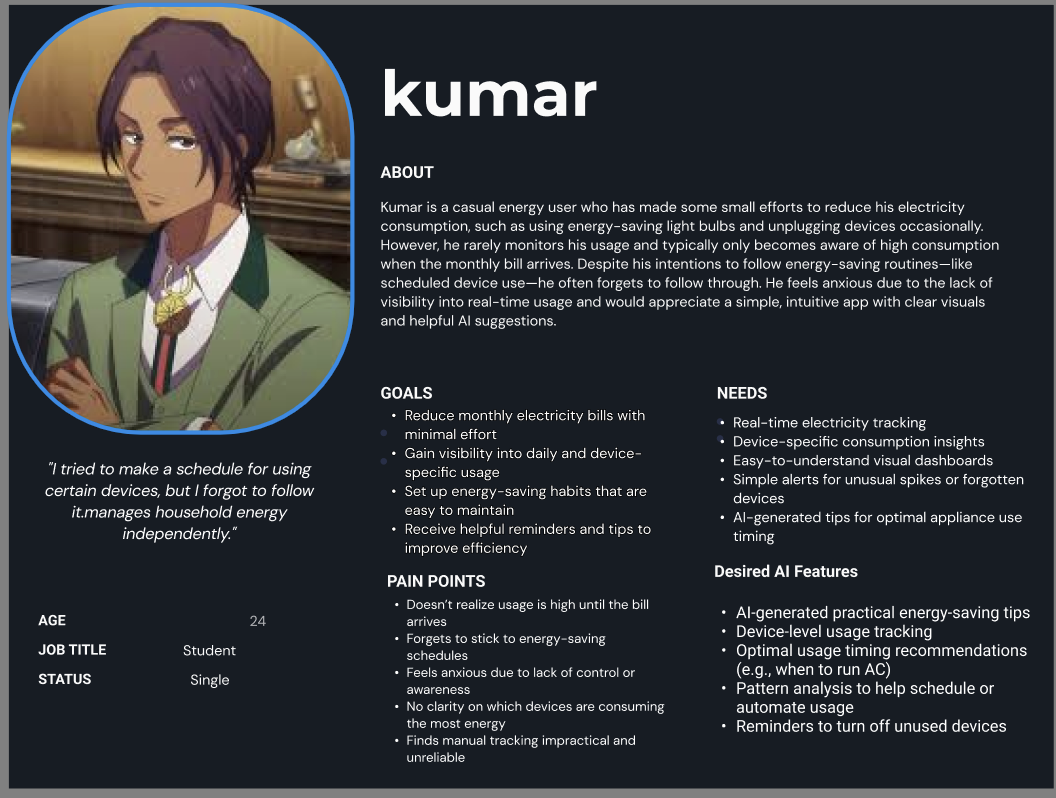 kumar
ABOUT
Kumar is a casual energy user who has made some small efforts to reduce his electricity
consumption, such as using energy-saving light bulbs and unplugging devices occasionally.
However, he rarely monitors his usage and typically only becomes aware of high consumption
when the monthly bill arrives. Despite his intentions to follow energy-saving routines—like
scheduled device use—he often forgets to follow through. He feels anxious due to the lack of
visibility into real-time usage and would appreciate a simple, intuitive app with clear visuals
and helpful AI suggestions.
"I tried to make a schedule for using
certain devices, but I forgot to follow
it.manages household energy
independently."
AGE 24
JOB TITLE Student
STATUS Single
GOALS
• Reduce monthly electricity bills with
minimal effort
• Gain visibility into daily and device-
specific usage
• Set up energy-saving habits that are
easy to maintain
• Receive helpful reminders and tips to
improve efficiency
PAIN POINTS
• Doesn’t realize usage is high until the bill
arrives
• Forgets to stick to energy-saving
schedules
• Feels anxious due to lack of control or
awareness
• No clarity on which devices are consuming
the most energy
• Finds manual tracking impractical and
unreliable
NEEDS
• Real-time electricity tracking
• Device-specific consumption insights
• Easy-to-understand visual dashboards
• Simple alerts for unusual spikes or forgotten
devices
• AI-generated tips for optimal appliance use
timing
Desired AI Features
• AI-generated practical energy-saving tips
• Device-level usage tracking
• Optimal usage timing recommendations
(e.g., when to run AC)
• Pattern analysis to help schedule or
automate usage
• Reminders to turn off unused devices